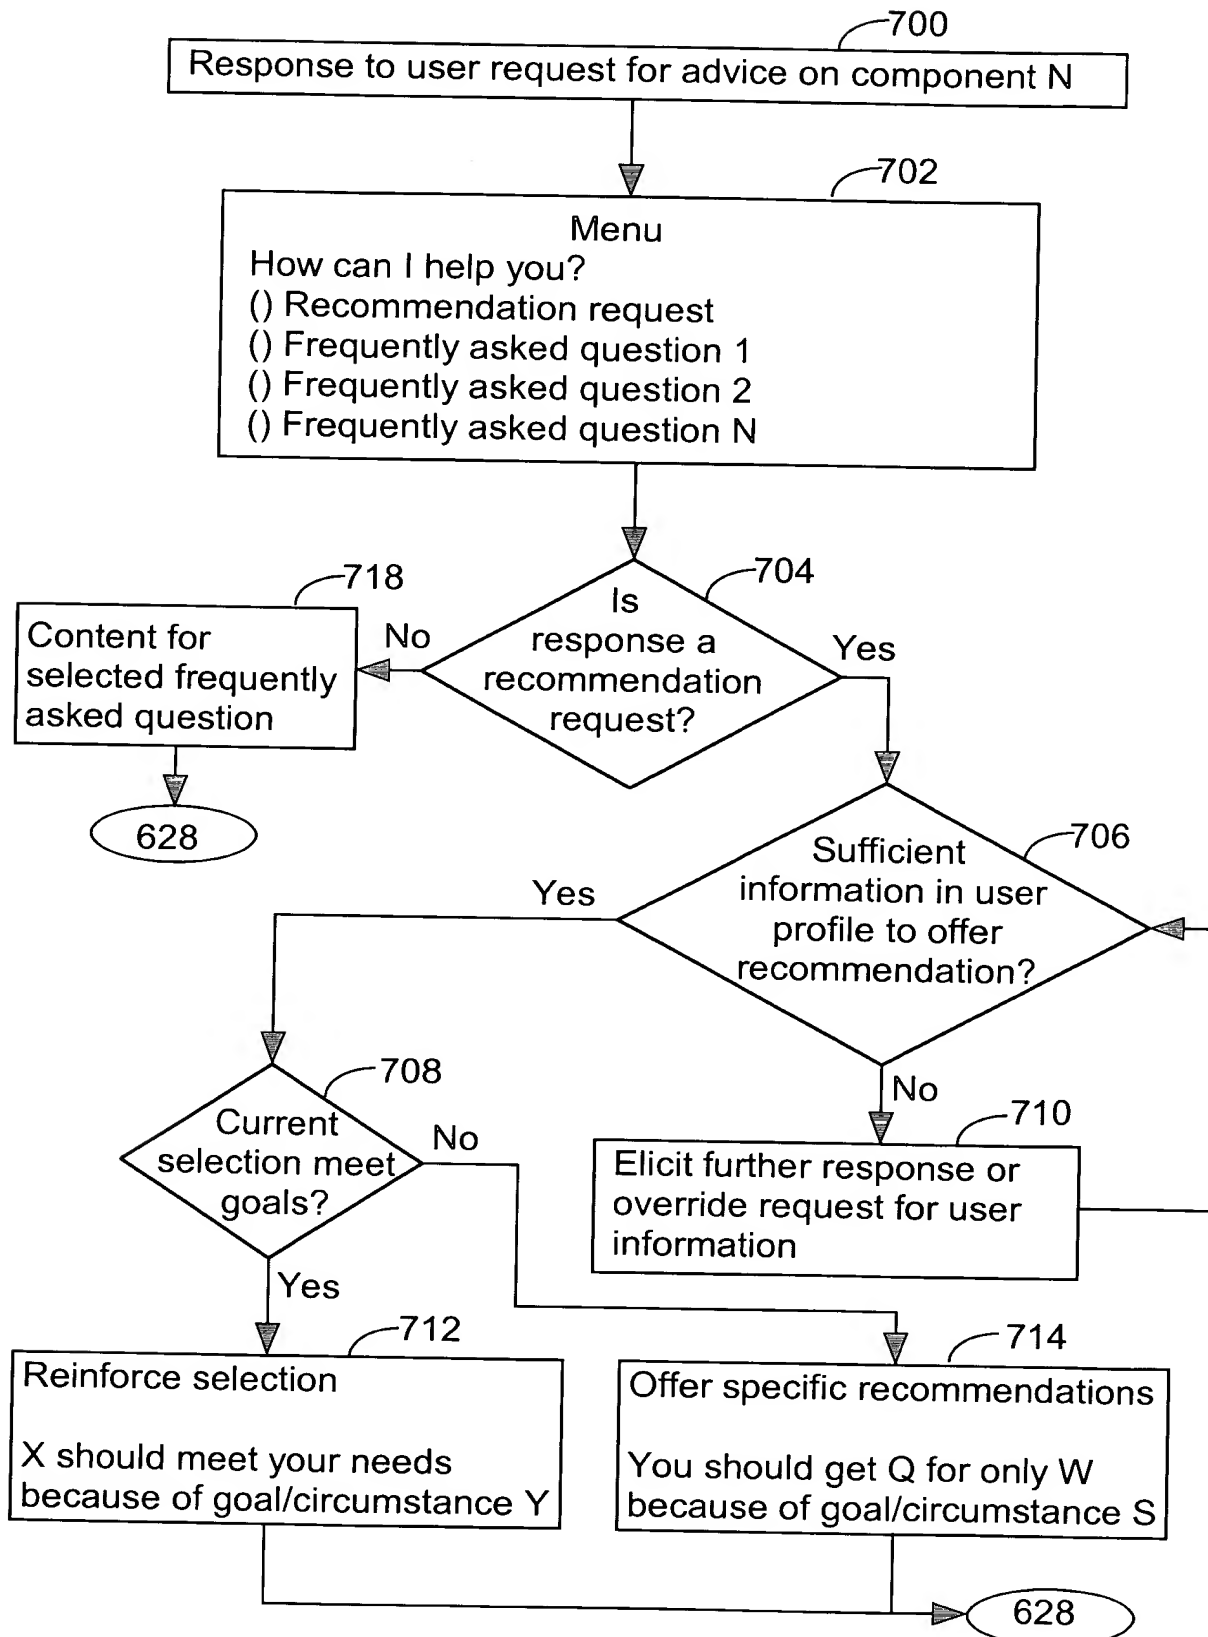 700
Response to user request for advice on component N
702
Menu
How can I help you?
() Recommendation request
() Frequently asked question 1
() Frequently asked question 2
() Frequently asked question N
704
Is
response a
recommendation
request?
No
Yes
718
Content for
selected frequently
asked question
628
706
Sufficient
information in user
profile to offer
recommendation?
Yes
No
708
Current
selection meet
goals?
No
Yes
710
Elicit further response or
override request for user
information
712
Reinforce selection
X should meet your needs
because of goal/circumstance Y
714
Offer specific recommendations
You should get Q for only W
because of goal/circumstance S
628